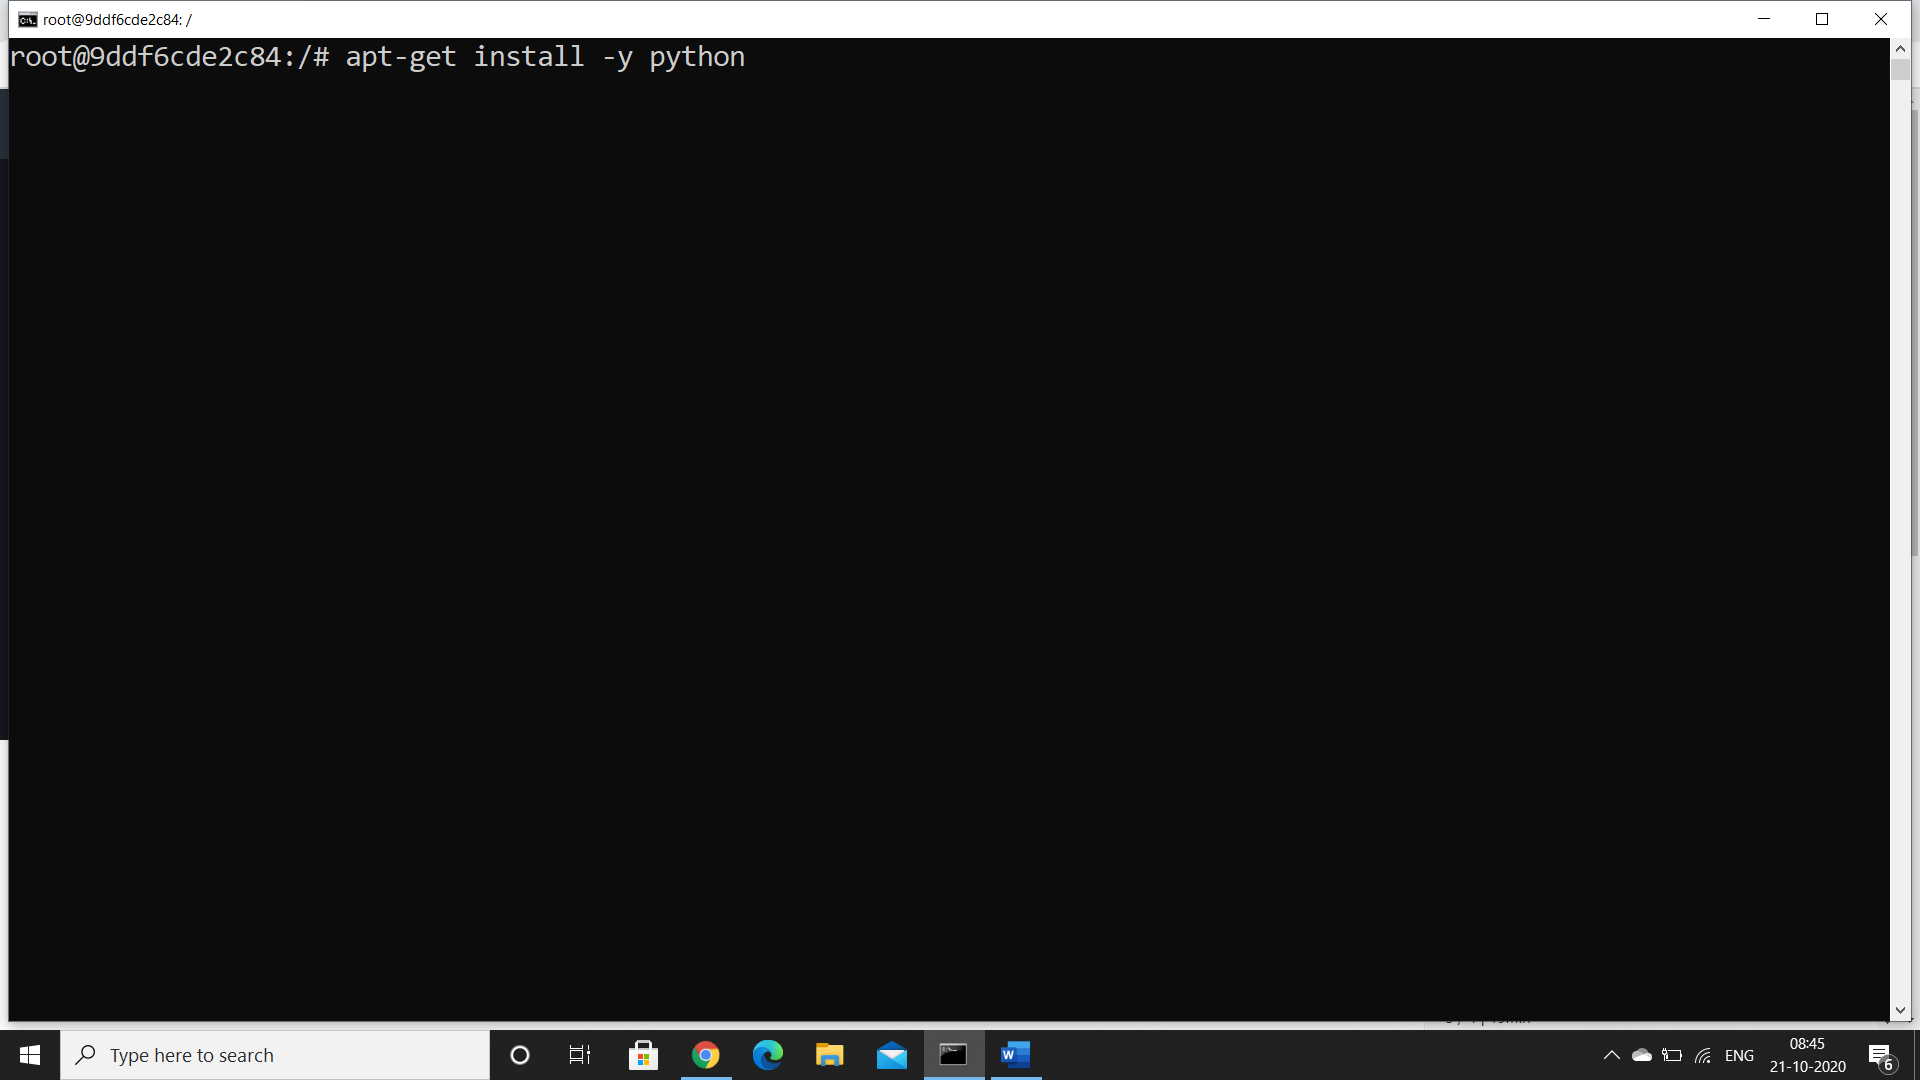 root@9ddf6cde2c84: /
root@9ddf6cde2c84:/# apt-get install -y python
Type here to search
ENG
08:45
21-10-2020
6